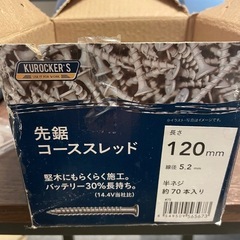 KUROCKER'S
先鋸
コーススレッド
堅木にもらくらく施工。
バッテリー30%長持ち。
(14.4V当社比)
長さ
120mm
線径 5.2mm
半ネジ
約70本入り